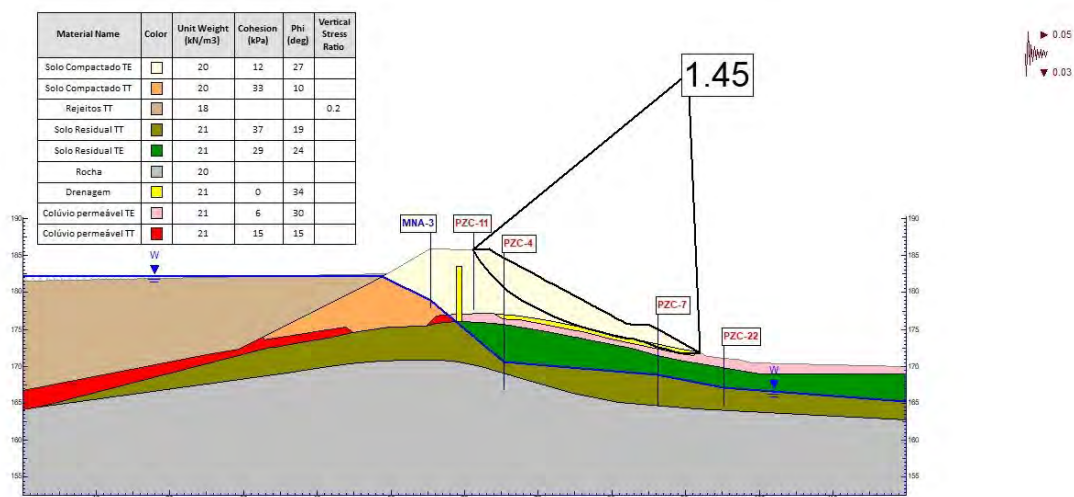 Material Name Color Unit Weight (kN/m3) Cohesion (kPa) Phi (deg) Vertical Stress Ratio
Solo Compactado TE 20 12 27
Solo Compactado TT 20 33 10
Rejeitos TT 18 0.2
Solo Residual TT 21 37 19
Solo Residual TE 21 29 24
Rocha 20
Drenagem 21 0 34
Colúvio permeável TE 21 6 30
Colúvio permeável TT 21 15 15
1.45
0.05
0.03
MNA-3
PZC-11
PZC-4
PZC-7
PZC-22
W
W
190
185
180
175
170
165
160
155
190
185
180
175
170
165
160
155